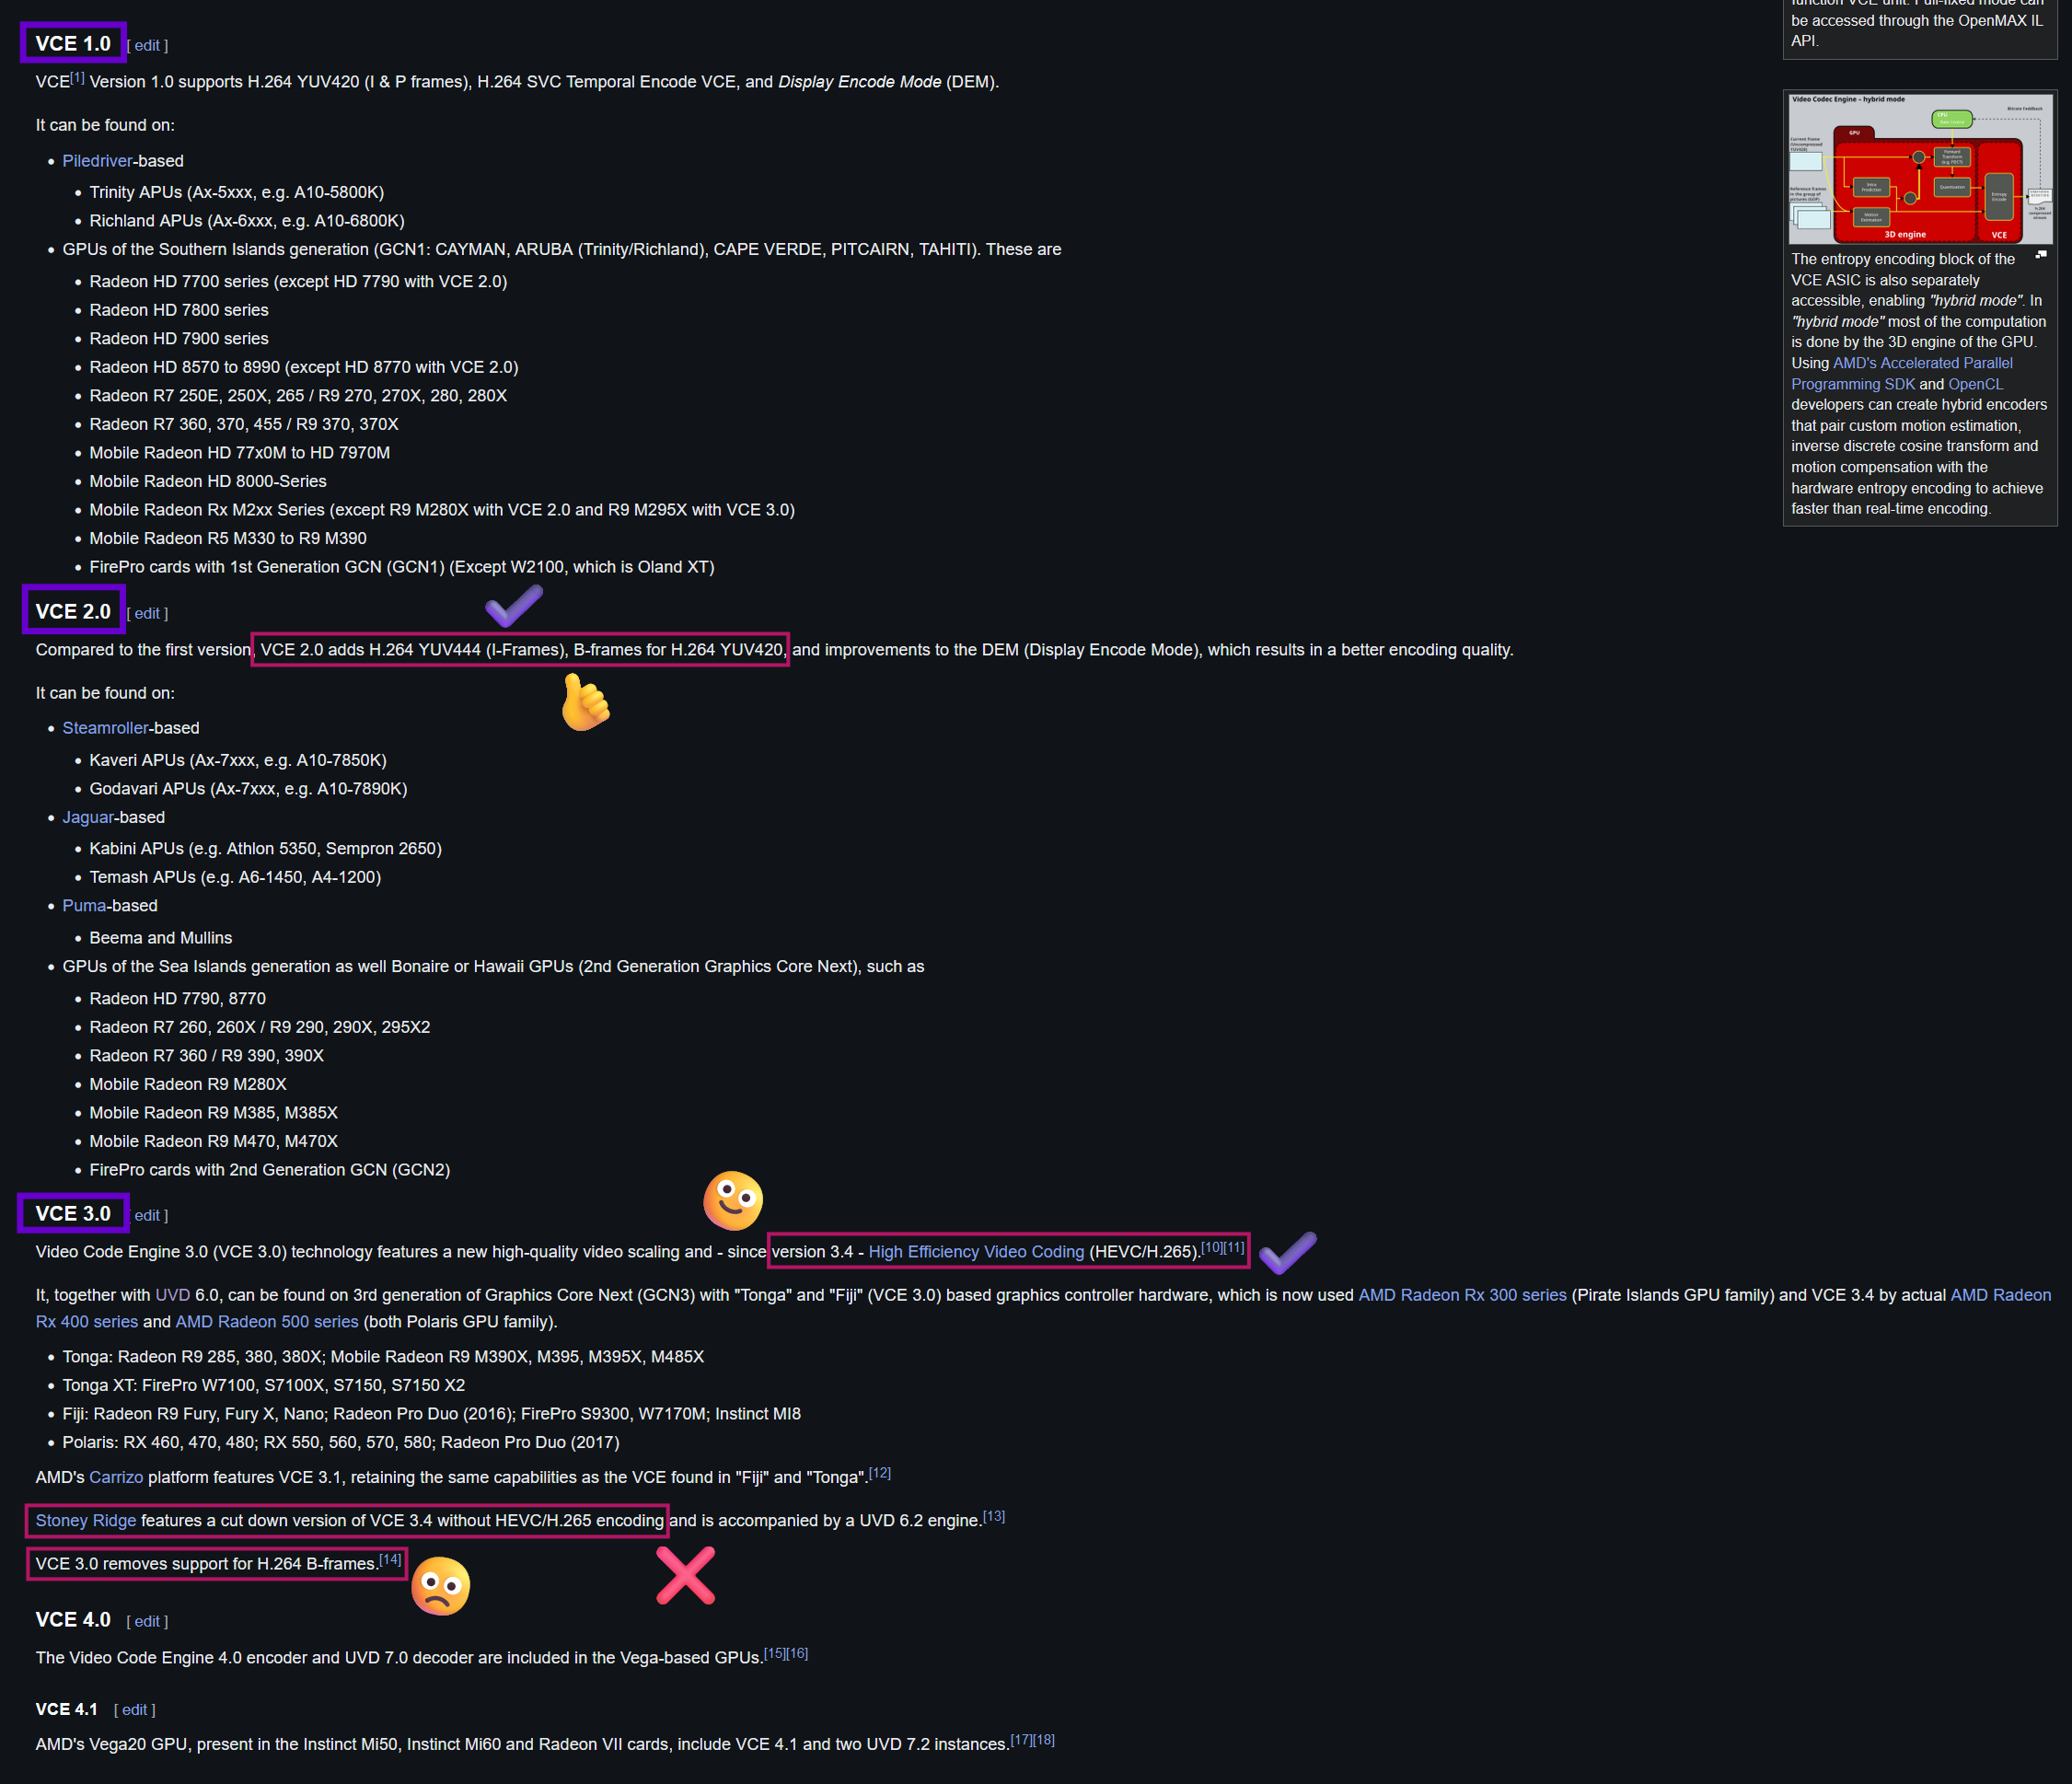 function VCE unit. Full-fixed mode can
be accessed through the OpenMAX IL
API.
VCE 1.0 [ edit ]
VCE[1] Version 1.0 supports H.264 YUV420 (I & P frames), H.264 SVC Temporal Encode VCE, and Display Encode Mode (DEM).
It can be found on:
• Piledriver-based
• Trinity APUs (Ax-5xxx, e.g. A10-5800K)
• Richland APUs (Ax-6xxx, e.g. A10-6800K)
• GPUs of the Southern Islands generation (GCN1: CAYMAN, ARUBA (Trinity/Richland), CAPE VERDE, PITCAIRN, TAHITI). These are
• Radeon HD 7700 series (except HD 7790 with VCE 2.0)
• Radeon HD 7800 series
• Radeon HD 7900 series
• Radeon HD 8570 to 8990 (except HD 8770 with VCE 2.0)
• Radeon R7 250E, 250X, 265 / R9 270, 270X, 280, 280X
• Radeon R7 360, 370, 455 / R9 370, 370X
• Mobile Radeon HD 77x0M to HD 7970M
• Mobile Radeon HD 8000-Series
• Mobile Radeon Rx M2xx Series (except R9 M280X with VCE 2.0 and R9 M295X with VCE 3.0)
• Mobile Radeon R5 M330 to R9 M390
• FirePro cards with 1st Generation GCN (GCN1) (Except W2100, which is Oland XT)
Video Codec Engine – hybrid mode
Bitrate Feddback
CPU
GPU
Current frame
(Uncompressed
YUV420)
Forward
Transform
(e.g. FDCT)
Intra
Prediction
Quantization
Entropy
Encode
Reference frames
in the group of
pictures (GOP)
Motion
Estimation
H.264
compressed
stream
3D engine
VCE
The entropy encoding block of the
VCE ASIC is also separately
accessible, enabling "hybrid mode". In
"hybrid mode" most of the computation
is done by the 3D engine of the GPU.
Using AMD's Accelerated Parallel
Programming SDK and OpenCL
developers can create hybrid encoders
that pair custom motion estimation,
inverse discrete cosine transform and
motion compensation with the
hardware entropy encoding to achieve
faster than real-time encoding.
VCE 2.0 [ edit ]
Compared to the first version, VCE 2.0 adds H.264 YUV444 (I-Frames), B-frames for H.264 YUV420, and improvements to the DEM (Display Encode Mode), which results in a better encoding quality.
It can be found on:
• Steamroller-based
• Kaveri APUs (Ax-7xxx, e.g. A10-7850K)
• Godavari APUs (Ax-7xxx, e.g. A10-7890K)
• Jaguar-based
• Kabini APUs (e.g. Athlon 5350, Sempron 2650)
• Temash APUs (e.g. A6-1450, A4-1200)
• Puma-based
• Beema and Mullins
• GPUs of the Sea Islands generation as well Bonaire or Hawaii GPUs (2nd Generation Graphics Core Next), such as
• Radeon HD 7790, 8770
• Radeon R7 260, 260X / R9 290, 290X, 295X2
• Radeon R7 360 / R9 390, 390X
• Mobile Radeon R9 M280X
• Mobile Radeon R9 M385, M385X
• Mobile Radeon R9 M470, M470X
• FirePro cards with 2nd Generation GCN (GCN2)
VCE 3.0 [ edit ]
Video Code Engine 3.0 (VCE 3.0) technology features a new high-quality video scaling and - since version 3.4 - High Efficiency Video Coding (HEVC/H.265).[10][11]
It, together with UVD 6.0, can be found on 3rd generation of Graphics Core Next (GCN3) with "Tonga" and "Fiji" (VCE 3.0) based graphics controller hardware, which is now used AMD Radeon Rx 300 series (Pirate Islands GPU family) and VCE 3.4 by actual AMD Radeon
Rx 400 series and AMD Radeon 500 series (both Polaris GPU family).
• Tonga: Radeon R9 285, 380, 380X; Mobile Radeon R9 M390X, M395, M395X, M485X
• Tonga XT: FirePro W7100, S7100X, S7150, S7150 X2
• Fiji: Radeon R9 Fury, Fury X, Nano; Radeon Pro Duo (2016); FirePro S9300, W7170M; Instinct MI8
• Polaris: RX 460, 470, 480; RX 550, 560, 570, 580; Radeon Pro Duo (2017)
AMD's Carrizo platform features VCE 3.1, retaining the same capabilities as the VCE found in "Fiji" and "Tonga".[12]
Stoney Ridge features a cut down version of VCE 3.4 without HEVC/H.265 encoding and is accompanied by a UVD 6.2 engine.[13]
VCE 3.0 removes support for H.264 B-frames.[14]
VCE 4.0 [ edit ]
The Video Code Engine 4.0 encoder and UVD 7.0 decoder are included in the Vega-based GPUs.[15][16]
VCE 4.1 [ edit ]
AMD's Vega20 GPU, present in the Instinct Mi50, Instinct Mi60 and Radeon VII cards, include VCE 4.1 and two UVD 7.2 instances.[17][18]